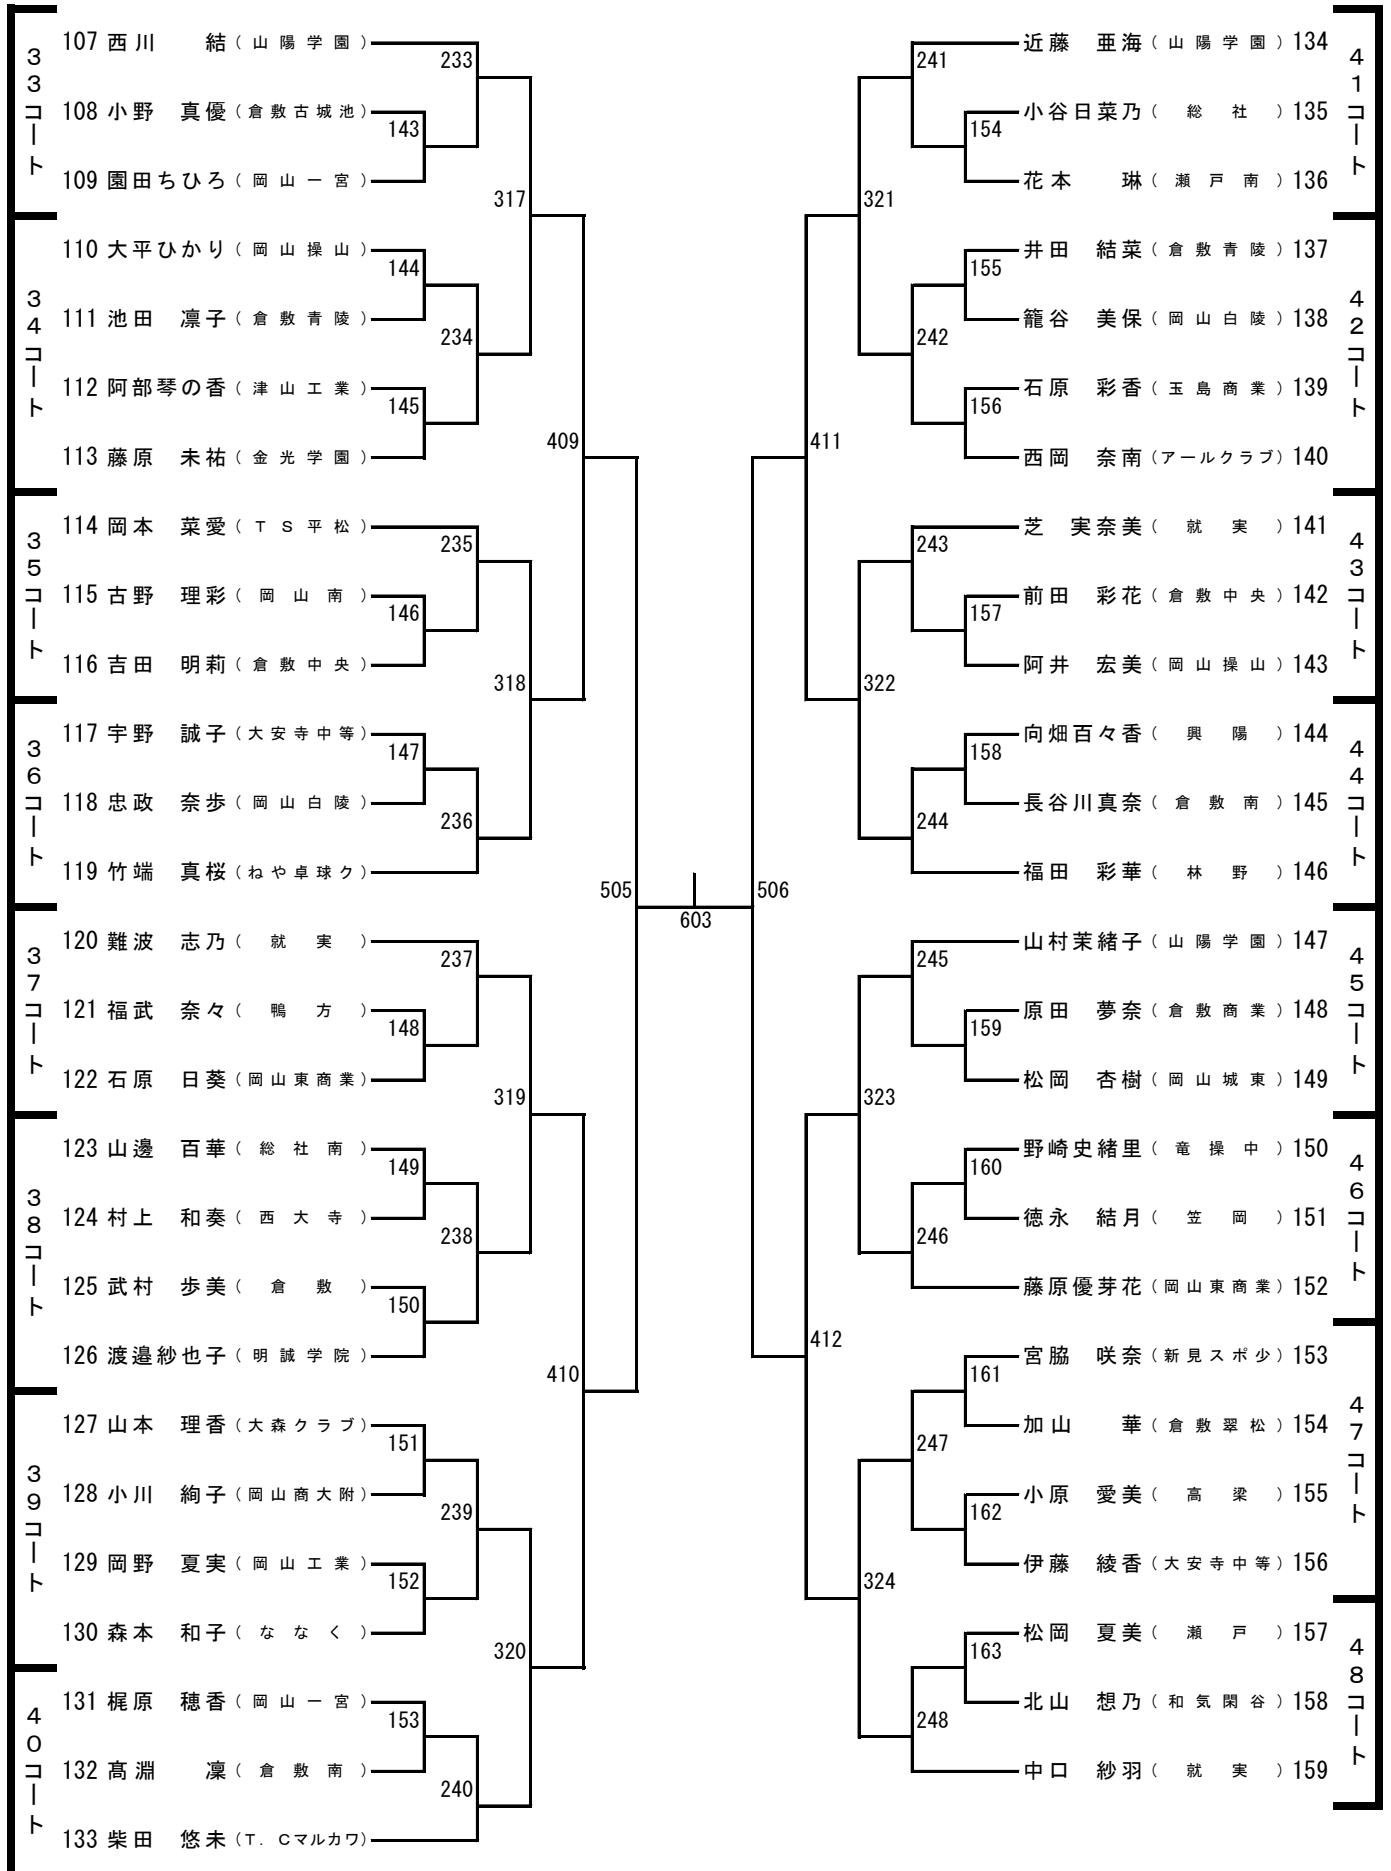 33コート
107 西川 結 (山陽学園)
108 小野 真優 (倉敷古城池)
109 園田ちひろ (岡山一宮)
34コート
110 大平ひかり (岡山操山)
111 池田 凛子 (倉敷青陵)
112 阿部琴の香 (津山工業)
113 藤原 未祐 (金光学園)
35コート
114 岡本 菜愛 (TS平松)
115 古野 理彩 (岡山南)
116 吉田 明莉 (倉敷中央)
36コート
117 宇野 誠子 (大安寺中等)
118 忠政 奈歩 (岡山白陵)
119 竹端 真桜 (ねや卓球ク)
37コート
120 難波 志乃 (就実)
121 福武 奈々 (鴨方)
122 石原 日葵 (岡山東商業)
38コート
123 山邊 百華 (総社南)
124 村上 和奏 (西大寺)
125 武村 歩美 (倉敷)
126 渡邉紗也子 (明誠学院)
39コート
127 山本 理香 (大森クラブ)
128 小川 絢子 (岡山商大附)
129 岡野 夏実 (岡山工業)
130 森本 和子 (ななく)
40コート
131 梶原 穂香 (岡山一宮)
132 髙淵 凜 (倉敷南)
133 柴田 悠未 (T.Cマルカワ)
143
144
145
146
147
148
149
150
151
152
153
233
234
235
236
237
238
239
240
317
318
319
320
409
410
505
603
506
411
412
321
322
323
324
241
242
243
244
245
246
247
248
154
155
156
157
158
159
160
161
162
163
近藤 亜海 (山陽学園) 134
小谷日菜乃 (総社) 135
花本 琳 (瀬戸南) 136
41コート
井田 結菜 (倉敷青陵) 137
籠谷 美保 (岡山白陵) 138
石原 彩香 (玉島商業) 139
西岡 奈南 (アールクラブ) 140
42コート
芝 実奈美 (就実) 141
前田 彩花 (倉敷中央) 142
阿井 宏美 (岡山操山) 143
43コート
向畑百々香 (興陽) 144
長谷川真奈 (倉敷南) 145
福田 彩華 (林野) 146
44コート
山村茉緒子 (山陽学園) 147
原田 夢奈 (倉敷商業) 148
松岡 杏樹 (岡山城東) 149
45コート
野崎史緒里 (竜操中) 150
徳永 結月 (笠岡) 151
藤原優芽花 (岡山東商業) 152
46コート
宮脇 咲奈 (新見スポ少) 153
加山 華 (倉敷翠松) 154
小原 愛美 (高梁) 155
伊藤 綾香 (大安寺中等) 156
47コート
松岡 夏美 (瀬戸) 157
北山 想乃 (和気閑谷) 158
中口 紗羽 (就実) 159
48コート